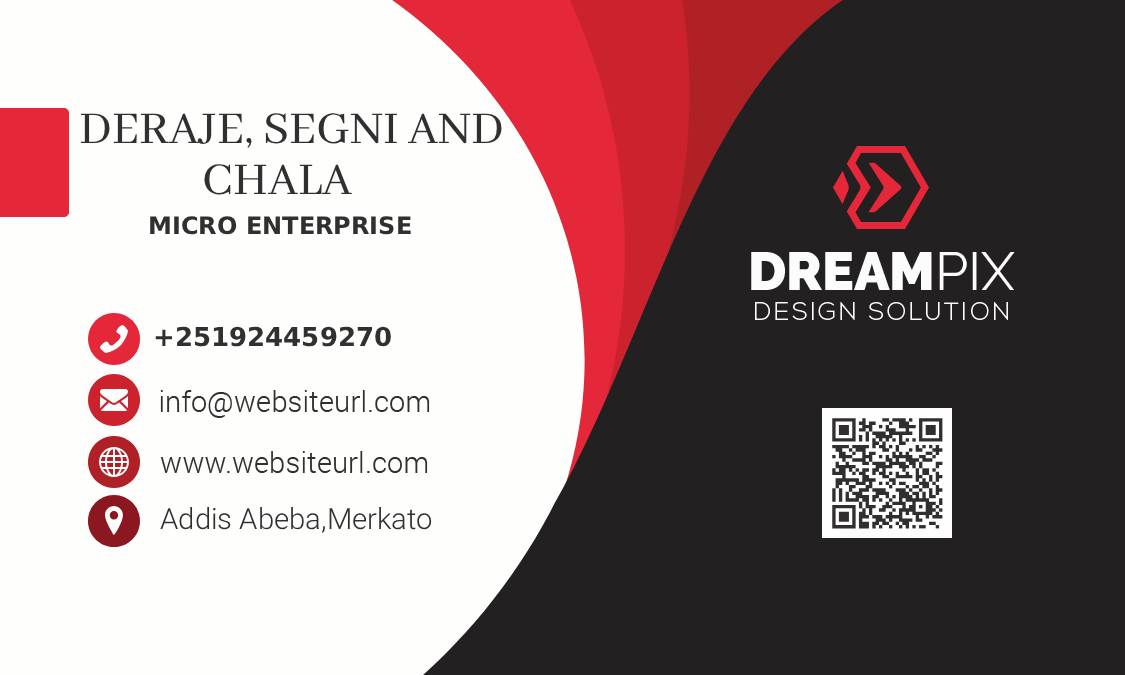 DERAJE, SEGNI AND
CHALA
MICRO ENTERPRISE
+251924459270
info@websiteurl.com
www.websiteurl.com
Addis Abeba,Merkato
DREAMPIX
DESIGN SOLUTION